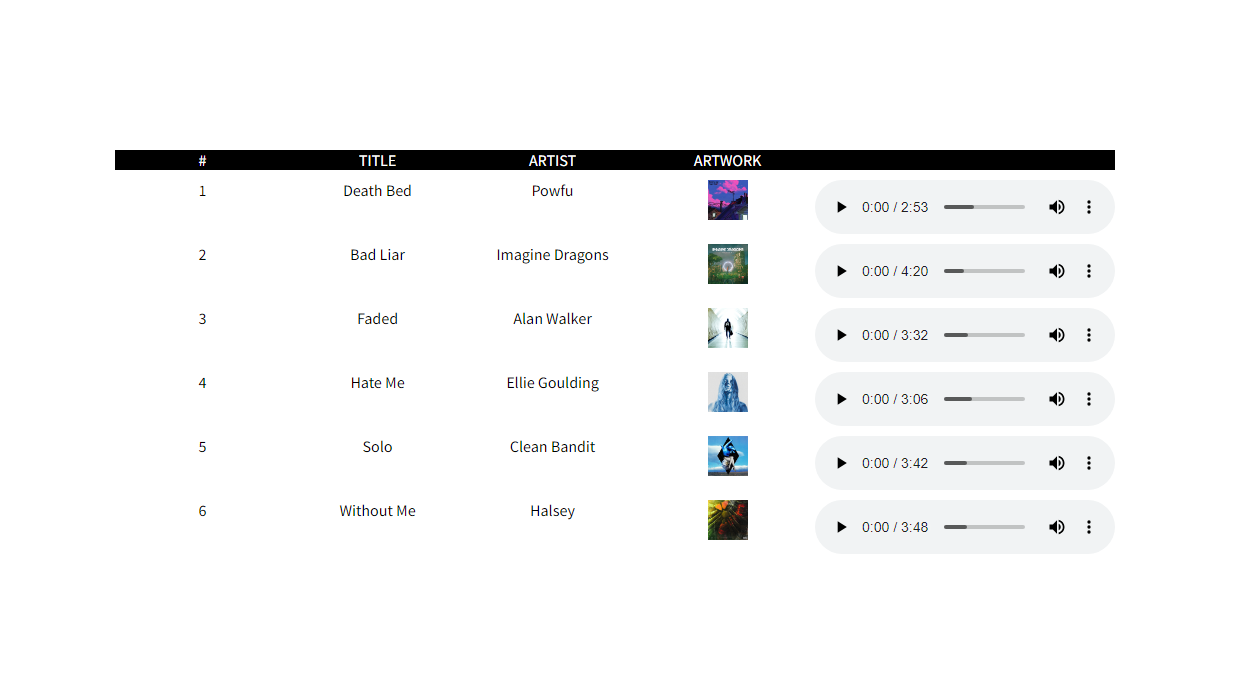 # TITLE ARTIST ARTWORK
1 Death Bed Powfu 0:00 / 2:53
2 Bad Liar Imagine Dragons 0:00 / 4:20
3 Faded Alan Walker 0:00 / 3:32
4 Hate Me Ellie Goulding 0:00 / 3:06
5 Solo Clean Bandit 0:00 / 3:42
6 Without Me Halsey 0:00 / 3:48